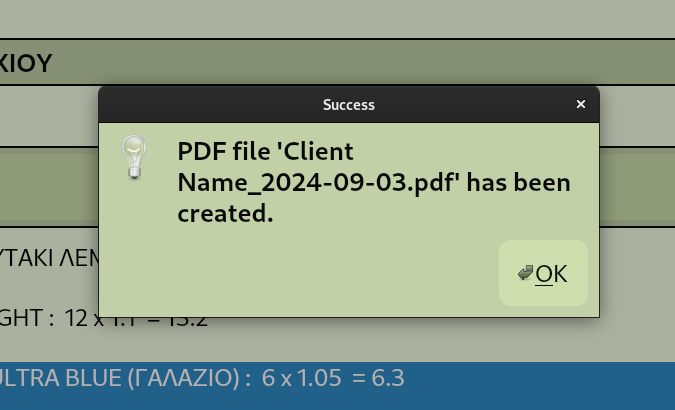 ΧΙΟΥ
Success
PDF file 'Client
Name_2024-09-03.pdf' has been
created.
OK
ΥΤΑΚΙ ΛΕΜ
GHT : 12 x 1.1 = 13.2
ULTRA BLUE (ΓΑΛΑΖΙΟ) : 6 x 1.05 = 6.3